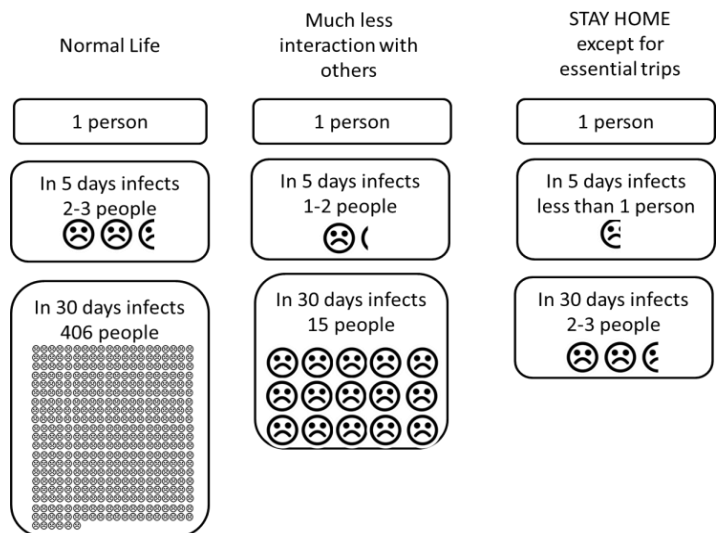 Normal Life
1 person
In 5 days infects
2-3 people
In 30 days infects
406 people
Much less
interaction with
others
1 person
In 5 days infects
1-2 people
In 30 days infects
15 people
STAY HOME
except for
essential trips
1 person
In 5 days infects
less than 1 person
In 30 days infects
2-3 people